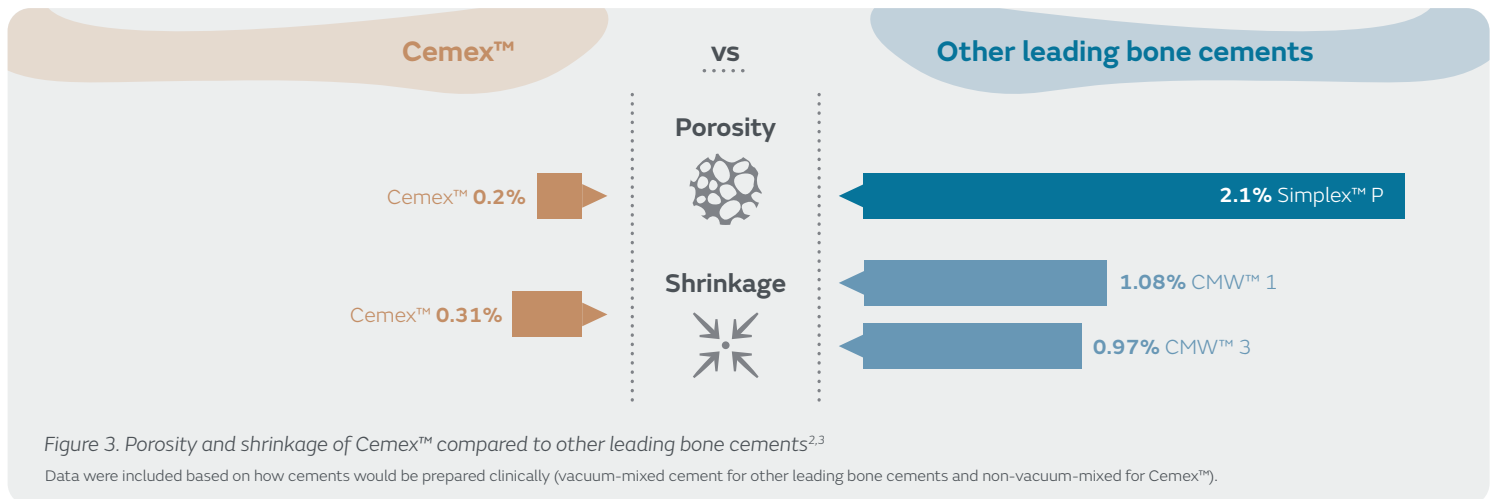 Cemex™
vs
Other leading bone cements
Porosity
Cemex™ 0.2%
2.1% Simplex™ P
Shrinkage
Cemex™ 0.31%
1.08% CMW™ 1
0.97% CMW™ 3
Figure 3. Porosity and shrinkage of Cemex™ compared to other leading bone cements2,3
Data were included based on how cements would be prepared clinically (vacuum-mixed cement for other leading bone cements and non-vacuum-mixed for Cemex™).